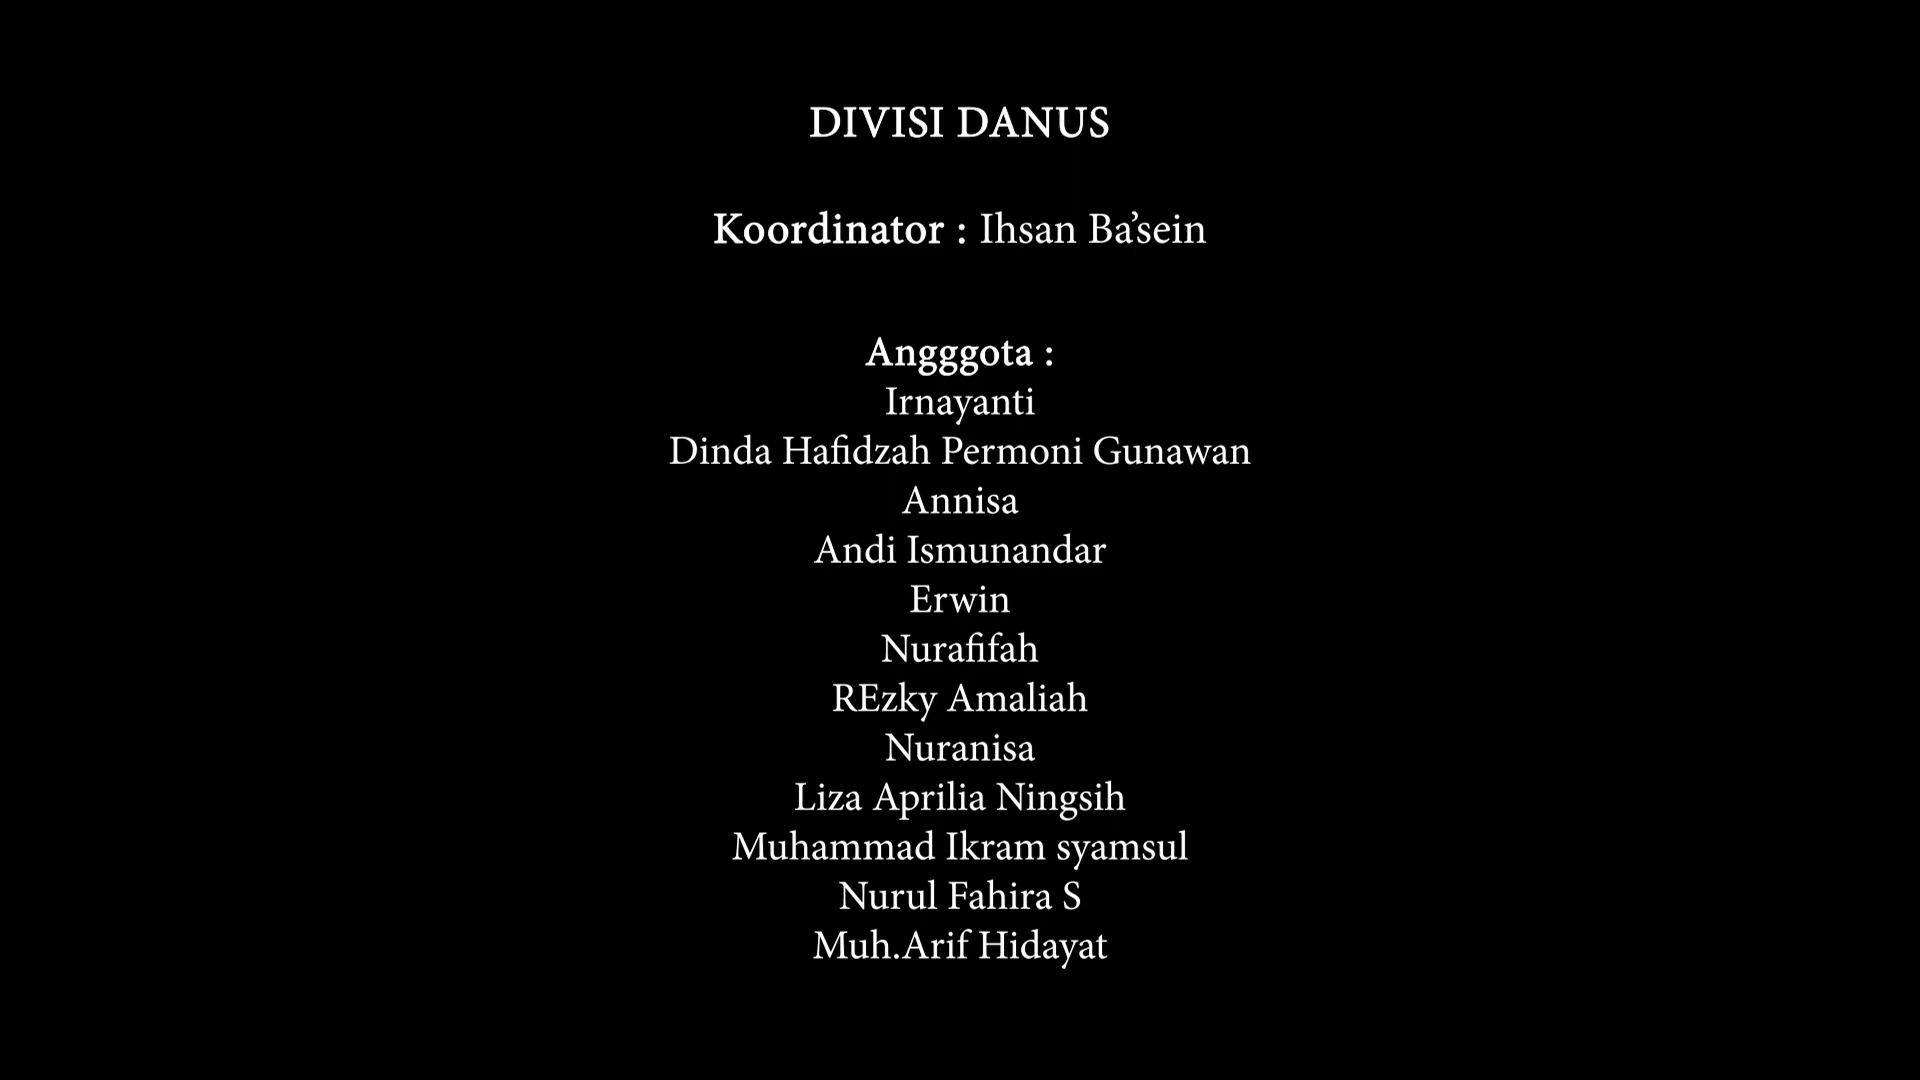 DIVISI DANUS
Koordinator : Ihsan Ba’sein
Angggota :
Irnayanti
Dinda Hafidzah Permoni Gunawan
Annisa
Andi Ismunandar
Erwin
Nurafifah
REzky Amaliah
Nuranisa
Liza Aprilia Ningsih
Muhammad Ikram syamsul
Nurul Fahira S
Muh.Arif Hidayat